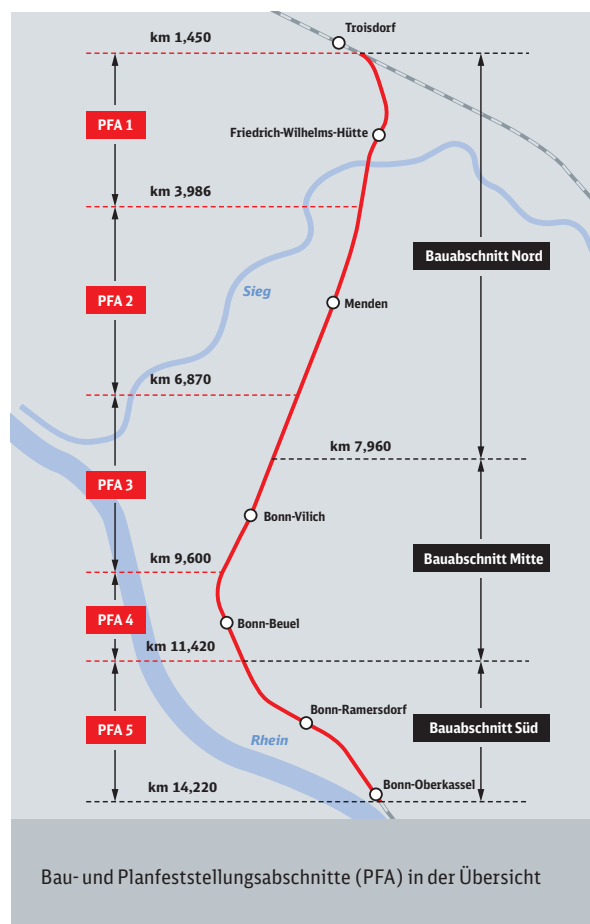 Troisdorf
km 1,450
PFA 1
Friedrich-Wilhelms-Hütte
km 3,986
Bauabschnitt Nord
Sieg
PFA 2
Menden
km 6,870
km 7,960
PFA 3
Bonn-Vilich
km 9,600
Bauabschnitt Mitte
PFA 4
Bonn-Beuel
km 11,420
Bonn-Ramersdorf
PFA 5
Bauabschnitt Süd
Rhein
Bonn-Oberkassel
km 14,220
Bau- und Planfeststellungsabschnitte (PFA) in der Übersicht